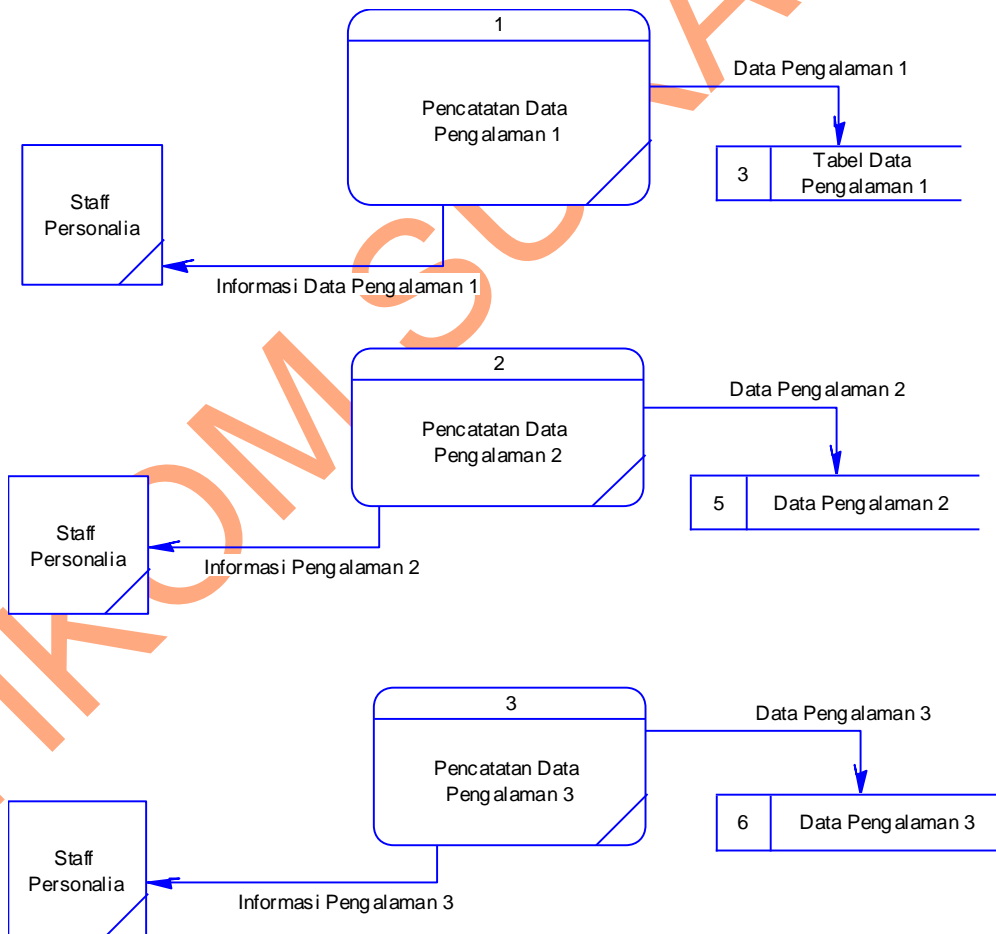 1
Data Pengalaman 1
Pencatatan Data
Pengalaman 1
3
Tabel Data
Pengalaman 1
Staff
Personalia
Informasi Data Pengalaman 1
2
Data Pengalaman 2
Pencatatan Data
Pengalaman 2
5
Data Pengalaman 2
Staff
Personalia
Informasi Pengalaman 2
3
Data Pengalaman 3
Pencatatan Data
Pengalaman 3
6
Data Pengalaman 3
Staff
Personalia
Informasi Pengalaman 3